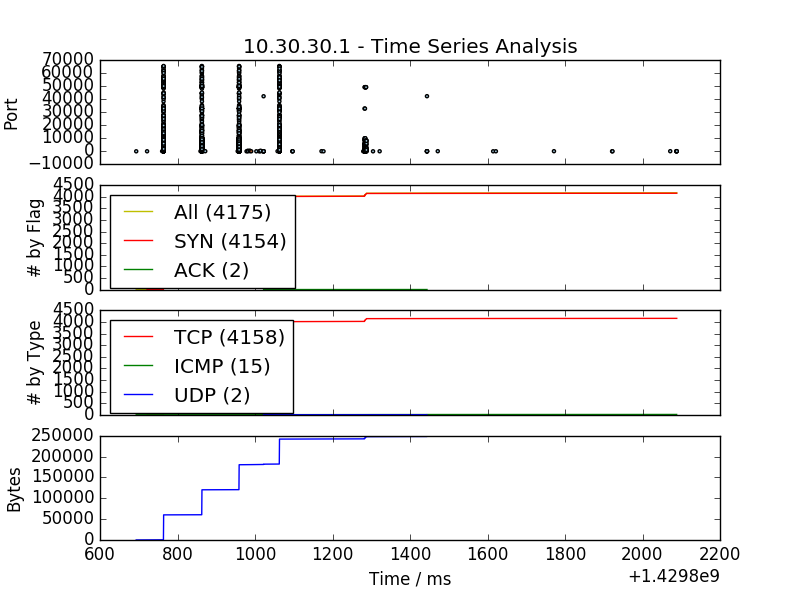 10.30.30.1 - Time Series Analysis
70000
60000
50000
40000
30000
20000
10000
0
−10000
Port
4500
4000
3500
3000
2500
2000
1500
1000
500
0
# by Flag
All (4175)
SYN (4154)
ACK (2)
4500
4000
3500
3000
2500
2000
1500
1000
500
0
# by Type
TCP (4158)
ICMP (15)
UDP (2)
250000
200000
150000
100000
50000
0
Bytes
600 800 1000 1200 1400 1600 1800 2000 2200
Time / ms
+1.4298e9